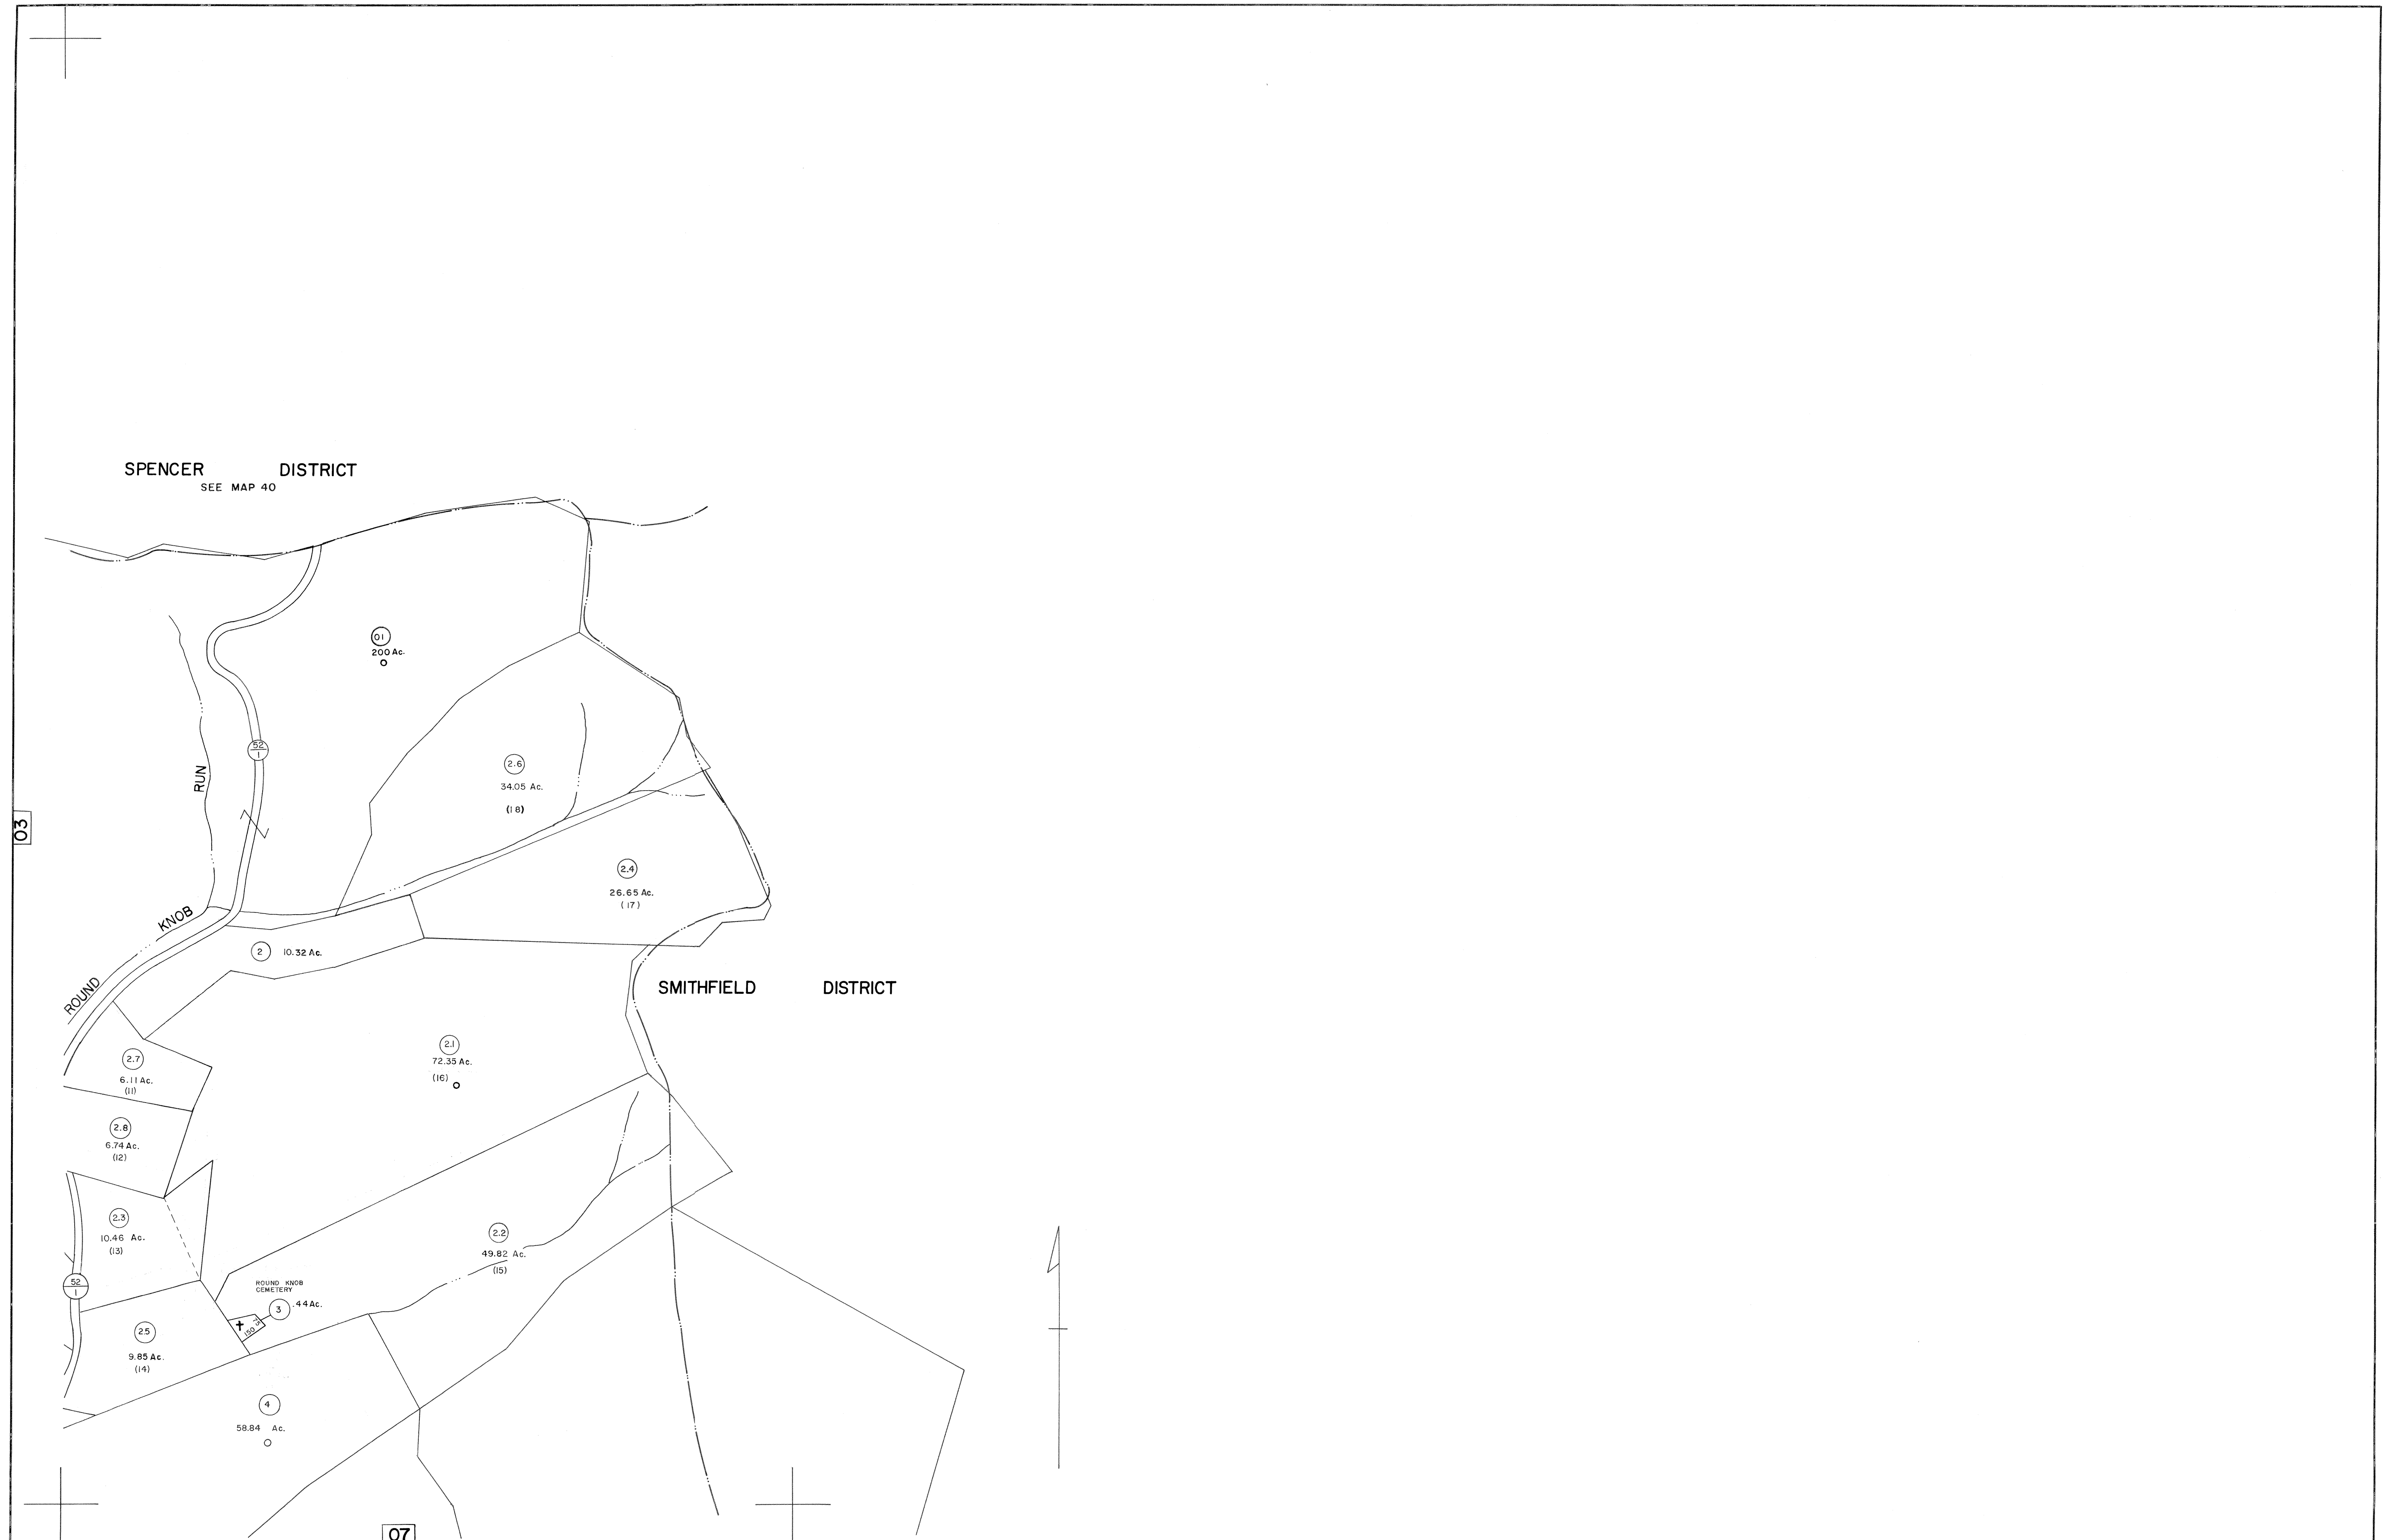 SPENCER DISTRICT
SEE MAP 40
01
200 Ac.
52
1
RUN
2.6
34.05 Ac.
(18)
03
2.4
26.65 Ac.
(17)
KNOB
2
10.32 Ac.
ROUND
SMITHFIELD DISTRICT
2.1
72.35 Ac.
(16)
2.7
6.11 Ac.
(11)
2.8
6.74 Ac.
(12)
2.3
10.46 Ac.
(13)
2.2
49.82 Ac.
(15)
52
1
ROUND KNOB
CEMETERY
3
.44 Ac.
75
150
2.5
9.85 Ac.
(14)
4
58.84 Ac.
07